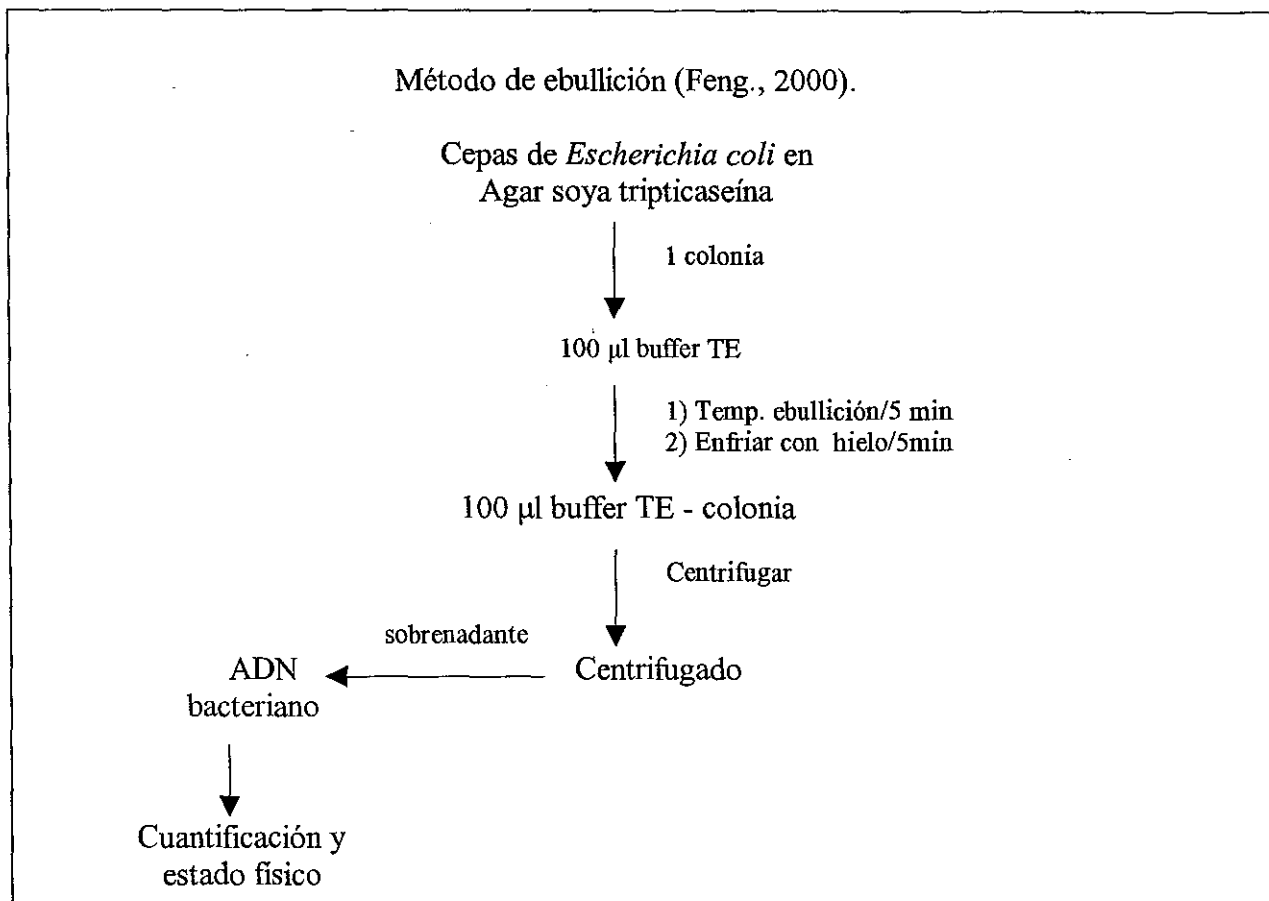 Método de ebullición (Feng., 2000).
Cepas de Escherichia coli en
Agar soya tripticaseína
1 colonia
100 µl buffer TE
1) Temp. ebullición/5 min
2) Enfriar con hielo/5min
100 µl buffer TE - colonia
Centrifugar
sobrenadante
Centrifugado
ADN
bacteriano
Cuantificación y
estado físico